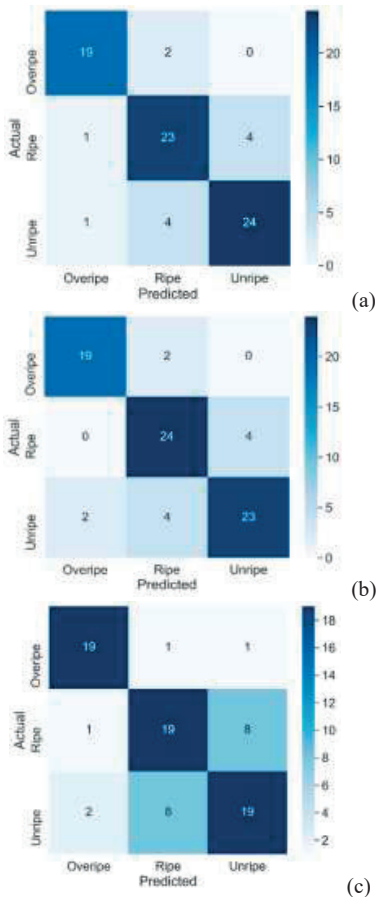 Overipe 19 2 0
Actual
Ripe 1 23 4
Unripe 1 4 24
Overipe Ripe Unripe
Predicted
20
15
10
5
0
(a)
Overipe 19 2 0
Actual
Ripe 0 24 4
Unripe 2 4 23
Overipe Ripe Unripe
Predicted
20
15
10
5
0
(b)
Overipe 19 1 1
Actual
Ripe 1 19 8
Unripe 2 8 19
Overipe Ripe Unripe
Predicted
18
16
14
12
10
8
6
4
2
(c)